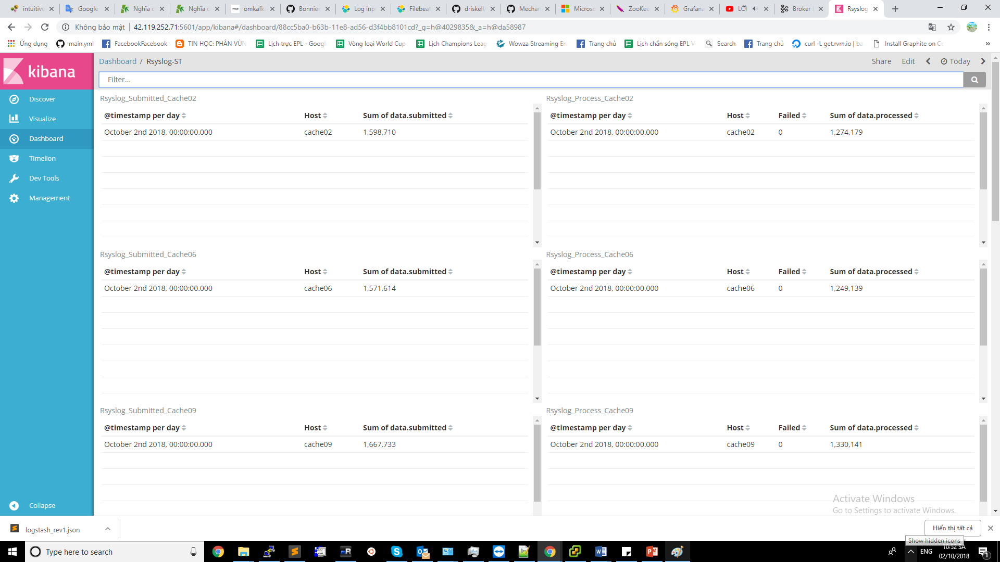 intuitive
Google
Nghĩa c
Nghĩa c
omkafk
Bonnier
Log inp
Filebeat
driskell/
Mechan
Microso
ZooKee
Grafana
LỜI
Broker
Rsyslog
Không bảo mật
42.119.252.71:5601/app/kibana#/dashboard/88cc5ba0-b63b-11e8-ad56-d3f4bb8101cd?_g=h@4029835&_a=h@da58987
Ứng dụng
main.yml
FacebookFacebook
TIN HỌC: PHÂN VÙN
Lịch trực EPL - Googl
Vòng loại World Cup
Lịch Champions Leag
Wowza Streaming En
Trang chủ
Lịch chắn sóng EPL V
Search
Trang chủ
curl -L get.rvm.io | ba
Install Graphite on Ce
»
kibana
Dashboard / Rsyslog-ST
Share Edit Today
Filter...
Discover
Visualize
Dashboard
Timelion
Dev Tools
Management
Collapse
Rsyslog_Submitted_Cache02
@timestamp per day Host Sum of data.submitted
October 2nd 2018, 00:00:00.000 cache02 1,598,710
Rsyslog_Process_Cache02
@timestamp per day Host Failed Sum of data.processed
October 2nd 2018, 00:00:00.000 cache02 0 1,274,179
Rsyslog_Submitted_Cache06
@timestamp per day Host Sum of data.submitted
October 2nd 2018, 00:00:00.000 cache06 1,571,614
Rsyslog_Process_Cache06
@timestamp per day Host Failed Sum of data.processed
October 2nd 2018, 00:00:00.000 cache06 0 1,249,139
Rsyslog_Submitted_Cache09
@timestamp per day Host Sum of data.submitted
October 2nd 2018, 00:00:00.000 cache09 1,667,733
Rsyslog_Process_Cache09
@timestamp per day Host Failed Sum of data.processed
October 2nd 2018, 00:00:00.000 cache09 0 1,330,141
Activate Windows
Go to Settings to activate Windows.
logstash_rev1.json
Hiển thị tất cả
Show hidden icons
Type here to search
ENG
10:52 SA
02/10/2018
1